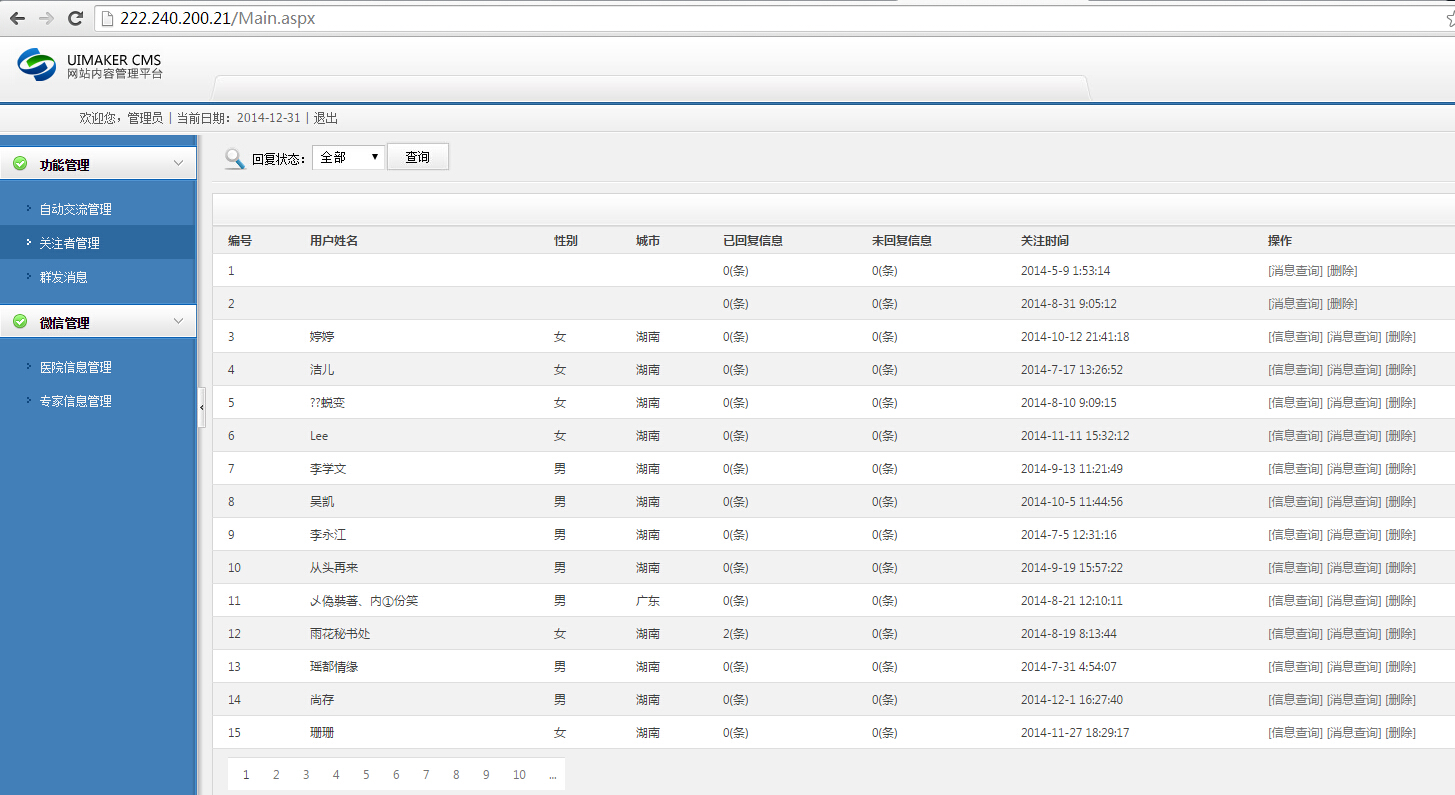 222.240.200.21/Main.aspx
UIMAKER CMS
网站内容管理平台
欢迎您，管理员 | 当前日期：2014-12-31 | 退出
功能管理
自动交流管理
关注者管理
群发消息
微信管理
医院信息管理
专家信息管理
回复状态： 全部 查询
编号 用户姓名 性别 城市 已回复信息 未回复信息 关注时间 操作
1 0(条) 0(条) 2014-5-9 1:53:14 [消息查询] [删除]
2 0(条) 0(条) 2014-8-31 9:05:12 [消息查询] [删除]
3 婷婷 女 湖南 0(条) 0(条) 2014-10-12 21:41:18 [信息查询] [消息查询] [删除]
4 洁儿 女 湖南 0(条) 0(条) 2014-7-17 13:26:52 [信息查询] [消息查询] [删除]
5 ??蜕变 女 湖南 0(条) 0(条) 2014-8-10 9:09:15 [信息查询] [消息查询] [删除]
6 Lee 女 湖南 0(条) 0(条) 2014-11-11 15:32:12 [信息查询] [消息查询] [删除]
7 李学文 男 湖南 0(条) 0(条) 2014-9-13 11:21:49 [信息查询] [消息查询] [删除]
8 吴凯 男 湖南 0(条) 0(条) 2014-10-5 11:44:56 [信息查询] [消息查询] [删除]
9 李永江 男 湖南 0(条) 0(条) 2014-7-5 12:31:16 [信息查询] [消息查询] [删除]
10 从头再来 男 湖南 0(条) 0(条) 2014-9-19 15:57:22 [信息查询] [消息查询] [删除]
11 乄偽裝著、内①份笑 男 广东 0(条) 0(条) 2014-8-21 12:10:11 [信息查询] [消息查询] [删除]
12 雨花秘书处 女 湖南 2(条) 0(条) 2014-8-19 8:13:44 [信息查询] [消息查询] [删除]
13 瑶都情缘 男 湖南 0(条) 0(条) 2014-7-31 4:54:07 [信息查询] [消息查询] [删除]
14 尚存 男 湖南 0(条) 0(条) 2014-12-1 16:27:40 [信息查询] [消息查询] [删除]
15 珊珊 女 湖南 0(条) 0(条) 2014-11-27 18:29:17 [信息查询] [消息查询] [删除]
1 2 3 4 5 6 7 8 9 10 ...